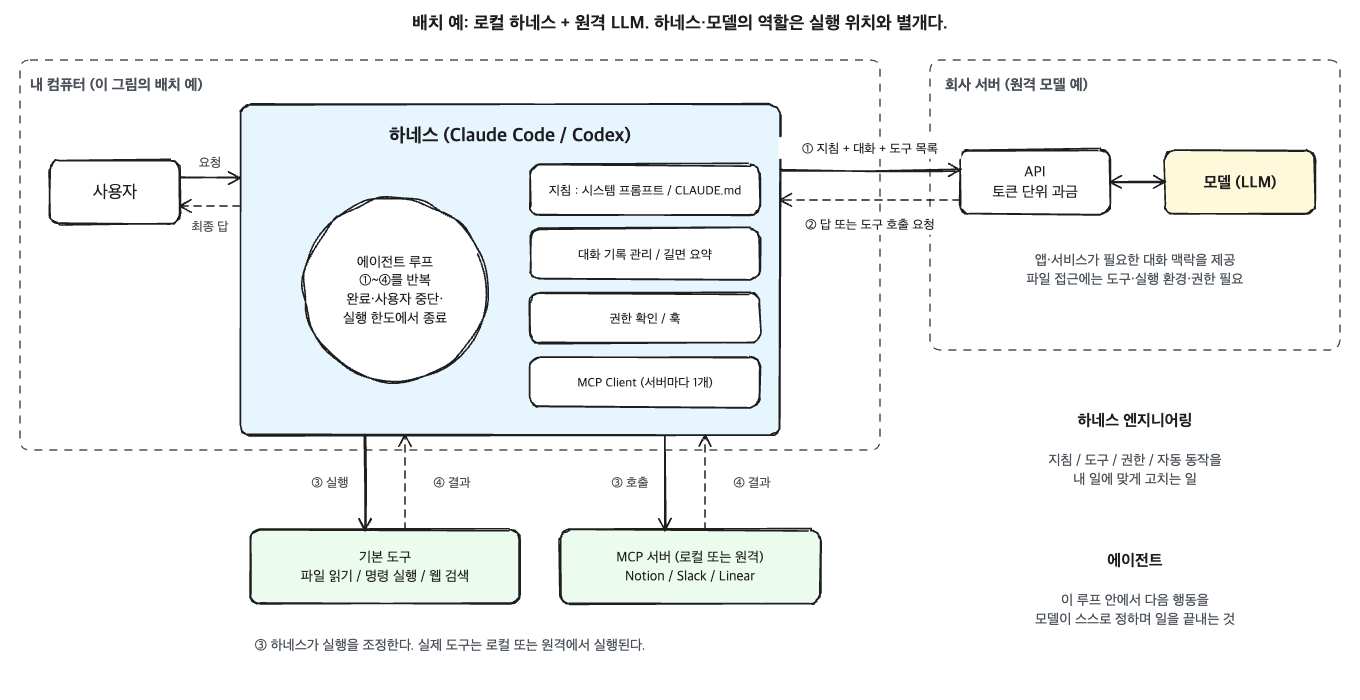 배치 예: 로컬 하네스 + 원격 LLM. 하네스·모델의 역할은 실행 위치와 별개다.
내 컴퓨터 (이 그림의 배치 예)
회사 서버 (원격 모델 예)
하네스 (Claude Code / Codex)
사용자
요청
최종 답
에이전트 루프
①~④를 반복
완료·사용자 중단·
실행 한도에서 종료
지침 : 시스템 프롬프트 / CLAUDE.md
대화 기록 관리 / 길면 요약
권한 확인 / 훅
MCP Client (서버마다 1개)
① 지침 + 대화 + 도구 목록
② 답 또는 도구 호출 요청
API
토큰 단위 과금
모델 (LLM)
앱·서비스가 필요한 대화 맥락을 제공
파일 접근에는 도구·실행 환경·권한 필요
③ 실행
④ 결과
③ 호출
④ 결과
기본 도구
파일 읽기 / 명령 실행 / 웹 검색
MCP 서버 (로컬 또는 원격)
Notion / Slack / Linear
③ 하네스가 실행을 조정한다. 실제 도구는 로컬 또는 원격에서 실행된다.
하네스 엔지니어링
지침 / 도구 / 권한 / 자동 동작을
내 일에 맞게 고치는 일
에이전트
이 루프 안에서 다음 행동을
모델이 스스로 정하며 일을 끝내는 것